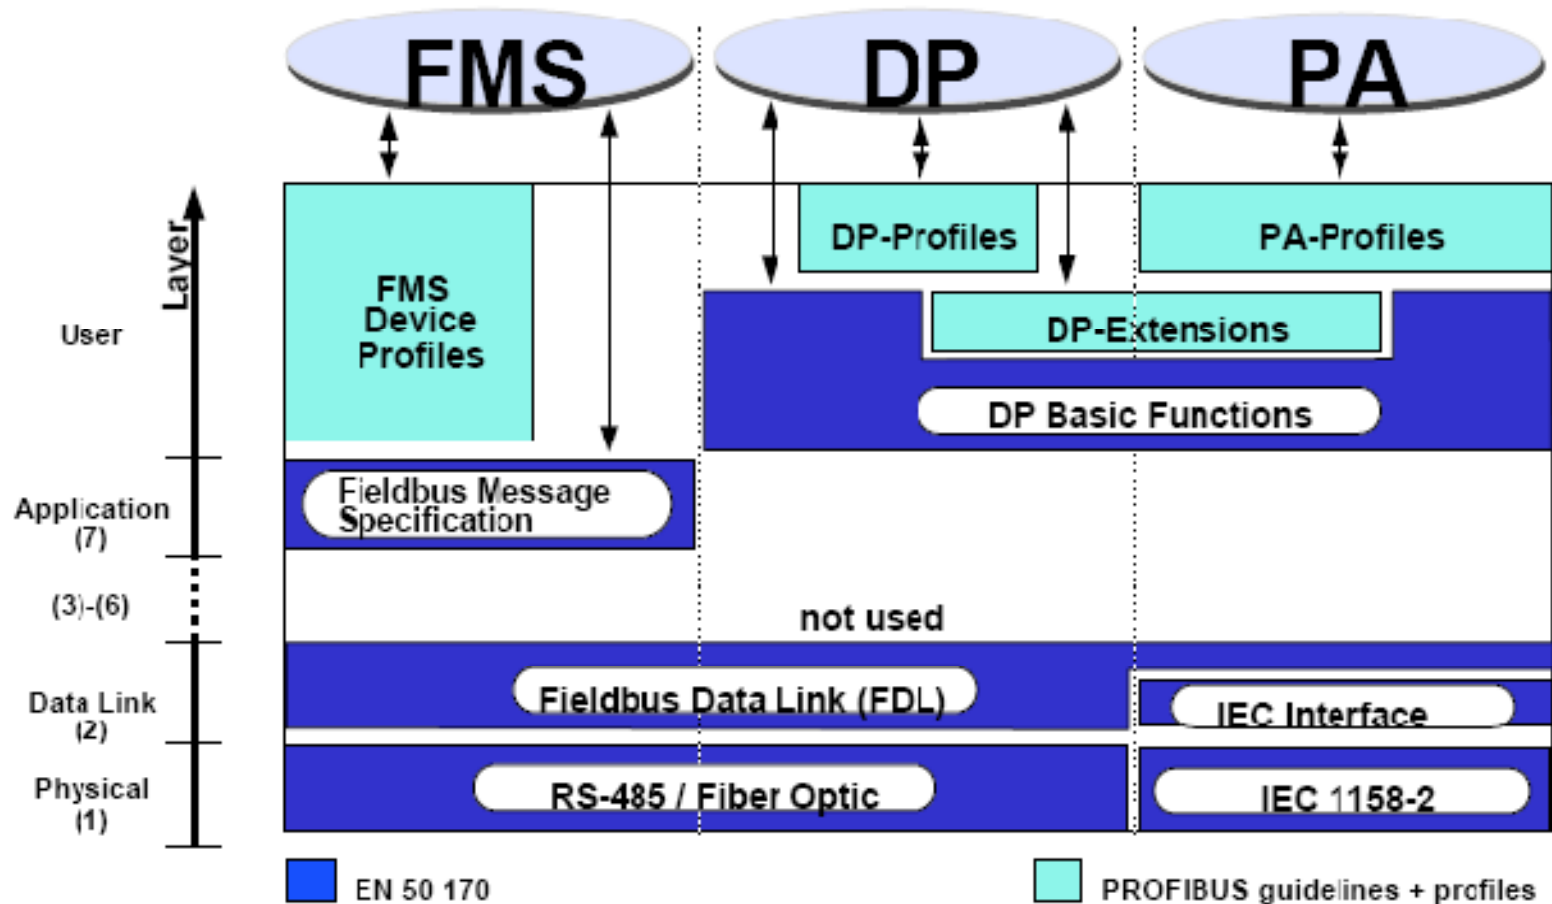 FMS
DP
PA
Layer
User
FMS
Device
Profiles
DP-Profiles
PA-Profiles
DP-Extensions
DP Basic Functions
Application
(7)
Fieldbus Message
Specification
(3)-(6)
not used
Data Link
(2)
Fieldbus Data Link (FDL)
IEC Interface
Physical
(1)
RS-485 / Fiber Optic
IEC 1158-2
EN 50 170
PROFIBUS guidelines + profiles